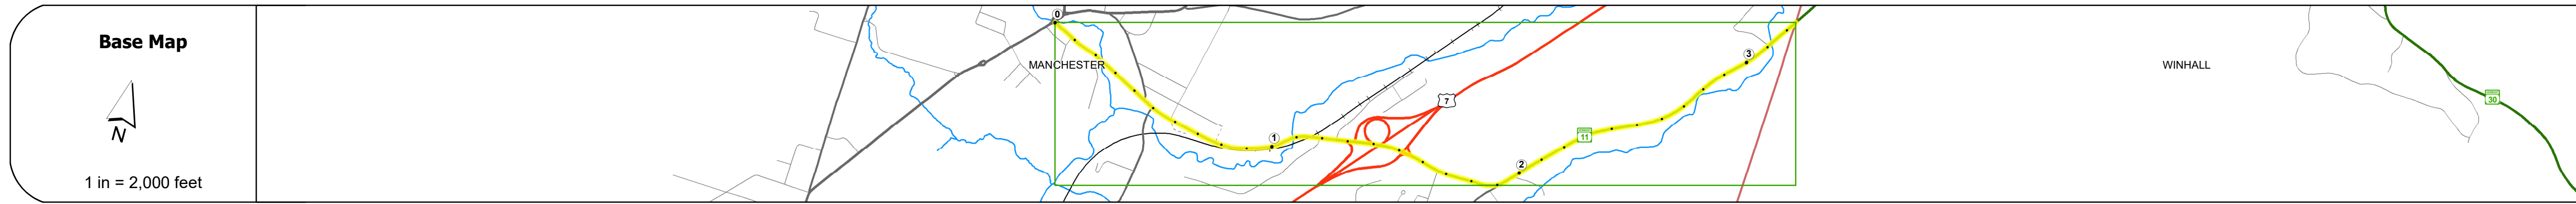 Base Map
N
1 in = 2,000 feet
0
MANCHESTER
1
7
2
11
3
WINHALL
30